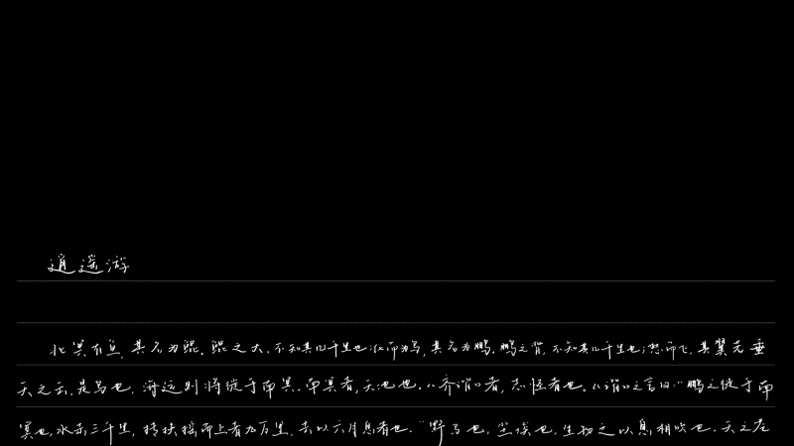 逍遥游
北冥有鱼,其名为鲲。鲲之大,不知其几千里也;化而为鸟,其名为鹏。鹏之背,不知其几千里也;怒而飞,其翼若垂
天之云。是鸟也,海运则将徙于南冥。南冥者,天池也。《齐谐》者,志怪者也。《谐》之言曰:“鹏之徙于南
冥也,水击三千里,抟扶摇而上者九万里,去以六月息者也。”野马也,尘埃也,生物之以息相吹也。天之苍